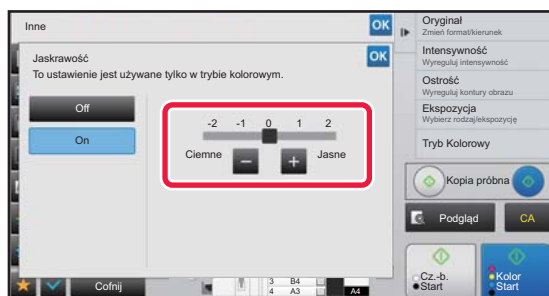 Inne
OK
Jaskrawość
OK
To ustawienie jest używane tylko w trybie kolorowym.
Off
On
-2 -1 0 1 2
Ciemne
Jasne
Cofnij
3 B4
4 A3
A4
Oryginał
Zmień format/kierunek
Intensywność
Wyreguluj intensywność
Ostrość
Wyreguluj kontury obrazu
Ekspozycja
Wybierz rodzaj/ekspozycję
Tryb Kolorowy
Kopia próbna
Podgląd
CA
Cz.-b.
Start
Kolor
Start